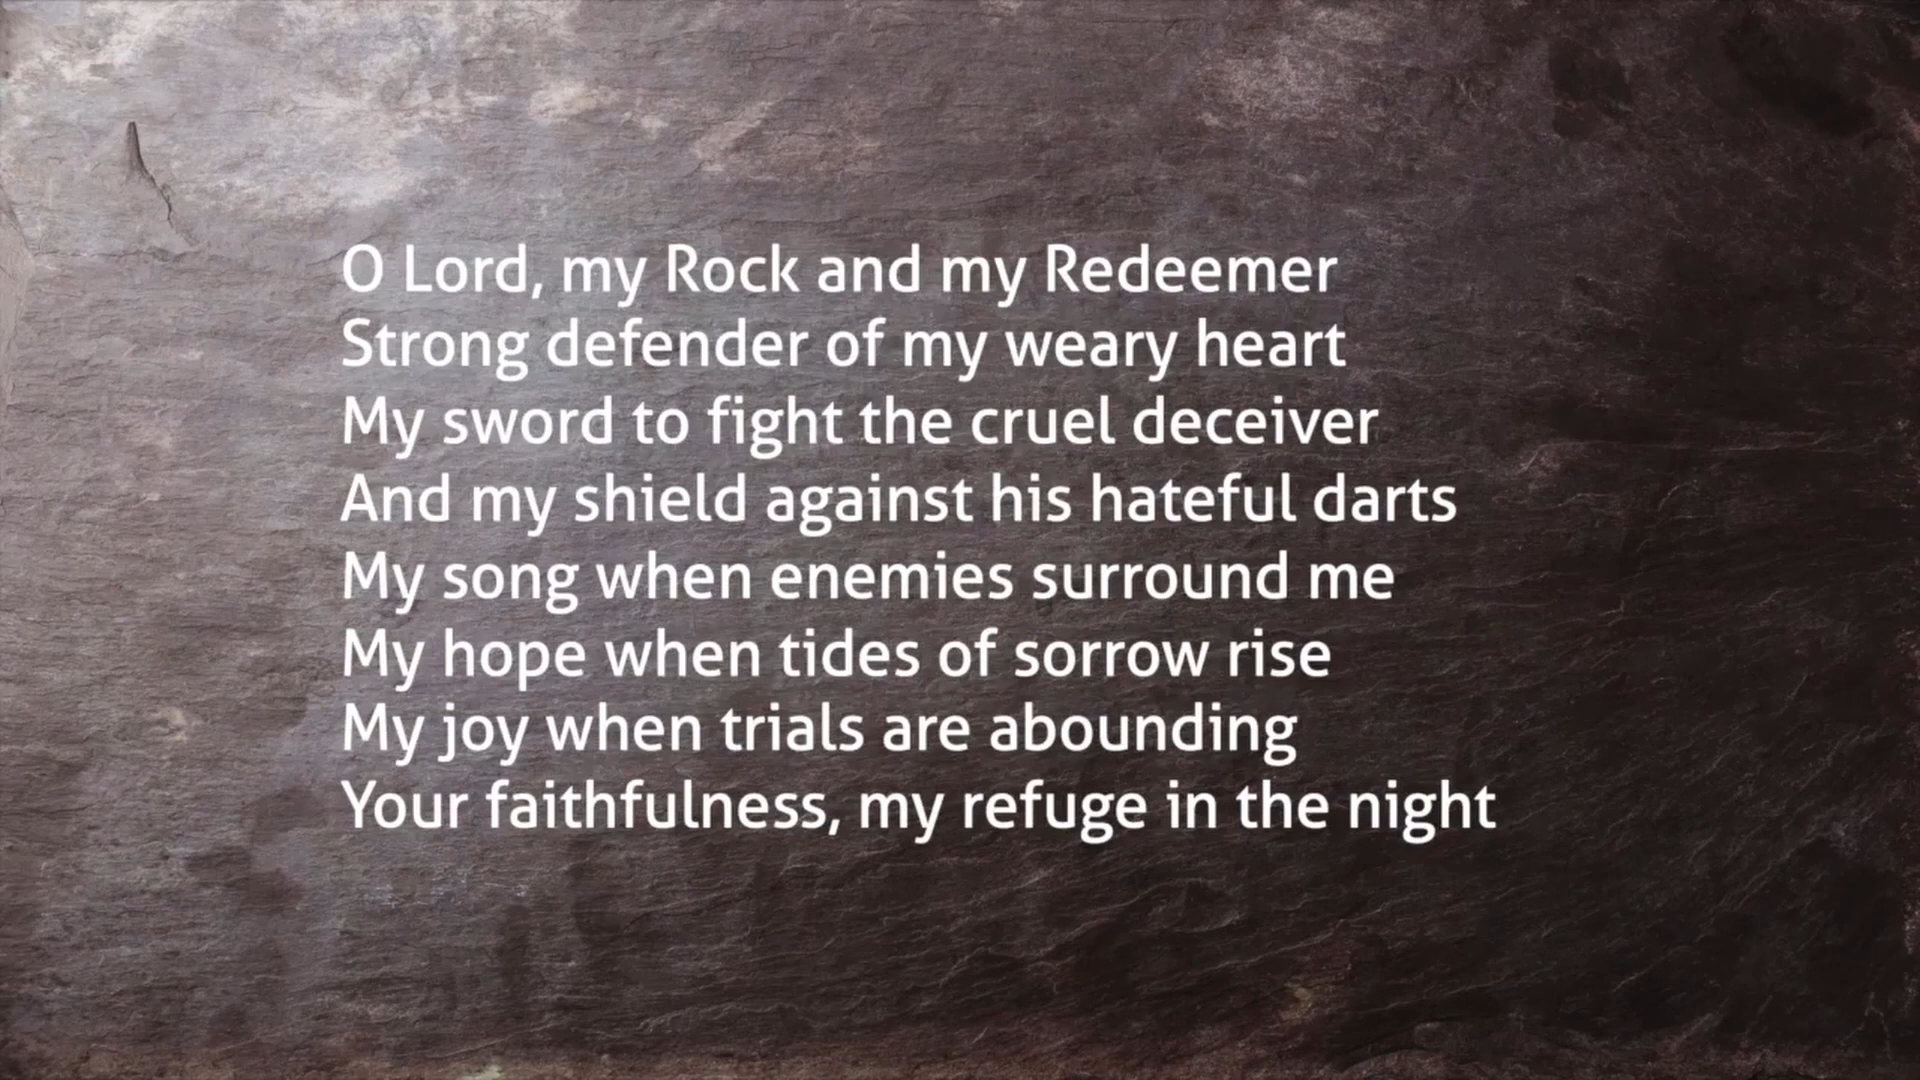 O Lord, my Rock and my Redeemer
Strong defender of my weary heart
My sword to fight the cruel deceiver
And my shield against his hateful darts
My song when enemies surround me
My hope when tides of sorrow rise
My joy when trials are abounding
Your faithfulness, my refuge in the night